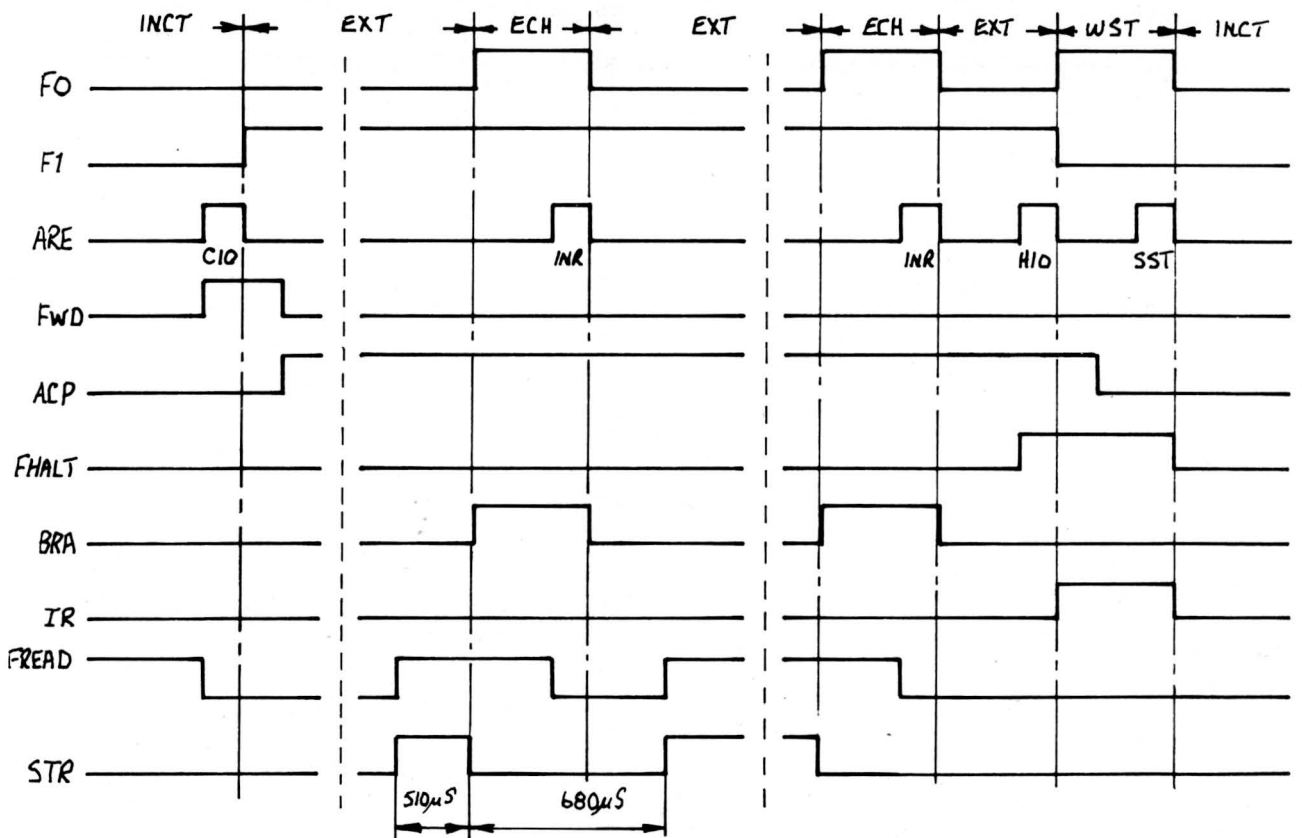 INCT EXT ECH EXT ECH EXT WST INCT
F0
F1
ARE
CIO INR INR HIO SST
FWD
ACP
FHALT
BRA
IR
FREAD
STR
510µS 680µS